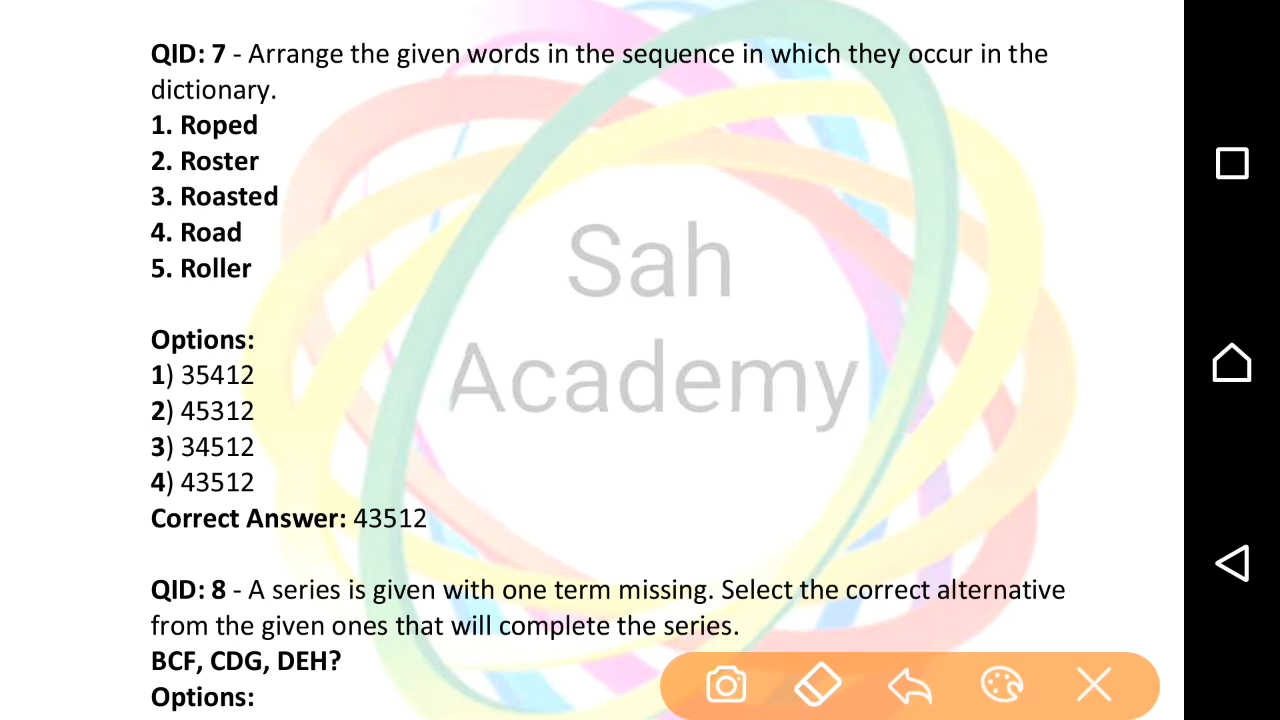 QID: 7 - Arrange the given words in the sequence in which they occur in the
dictionary.
1. Roped
2. Roster
3. Roasted
4. Road
5. Roller
Options:
1) 35412
2) 45312
3) 34512
4) 43512
Correct Answer: 43512
QID: 8 - A series is given with one term missing. Select the correct alternative
from the given ones that will complete the series.
BCF, CDG, DEH?
Options:
Sah
Academy